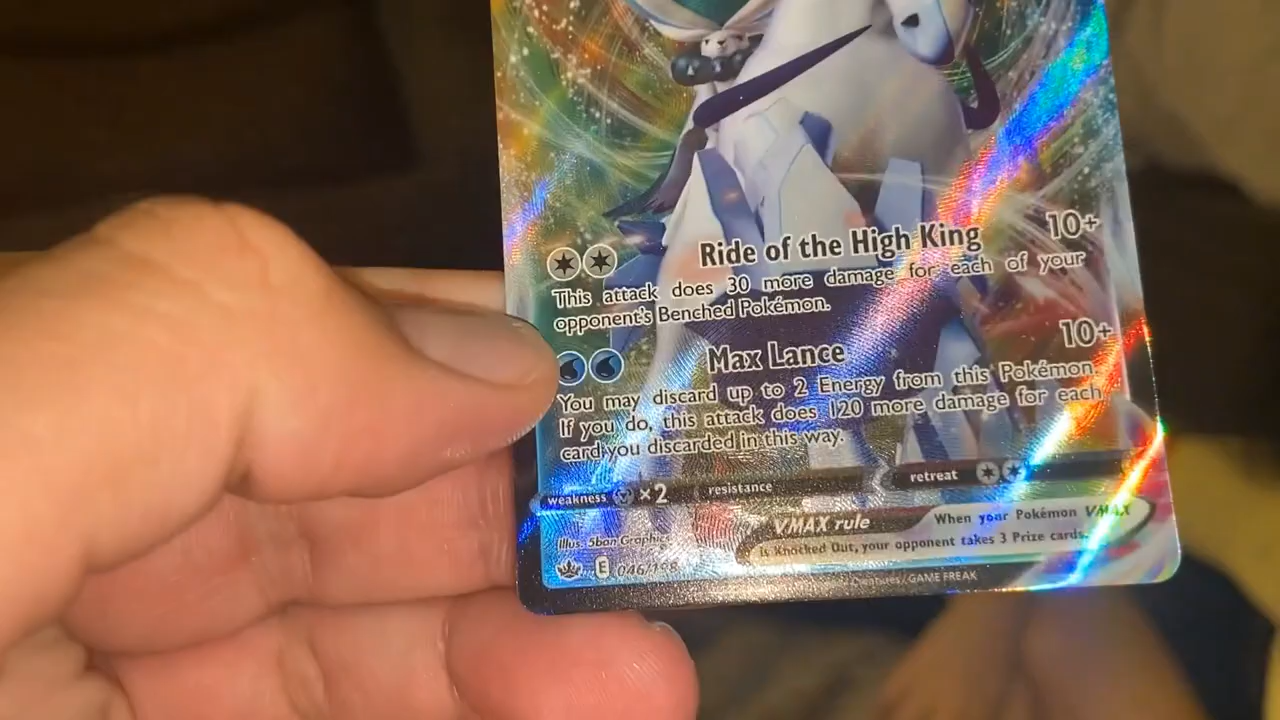 Ride of the High King 10+
This attack does 30 more damage for each of your
opponent's Benched Pokémon.
Max Lance 10+
You may discard up to 2 Energy from this Pokémon.
If you do, this attack does 120 more damage for each
card you discarded in this way.
weakness ×2 resistance retreat
VMAX rule When your Pokémon VMAX
is Knocked Out, your opponent takes 3 Prize cards.
Illus. 5ban Graphics
E 046/198
Creatures / GAME FREAK